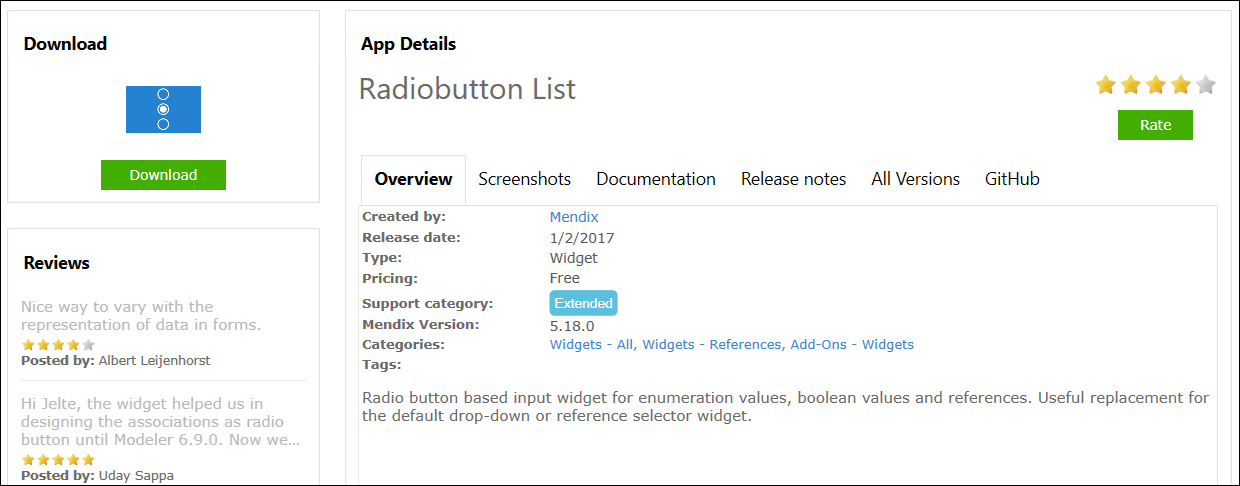 Download
Download
Reviews
Nice way to vary with the
representation of data in forms.
Posted by: Albert Leijenhorst
Hi Jelte, the widget helped us in
designing the associations as radio
button until Modeler 6.9.0. Now we...
Posted by: Uday Sappa
App Details
Radiobutton List
Rate
Overview Screenshots Documentation Release notes All Versions GitHub
Created by: Mendix
Release date: 1/2/2017
Type: Widget
Pricing: Free
Support category: Extended
Mendix Version: 5.18.0
Categories: Widgets - All, Widgets - References, Add-Ons - Widgets
Tags:
Radio button based input widget for enumeration values, boolean values and references. Useful replacement for
the default drop-down or reference selector widget.